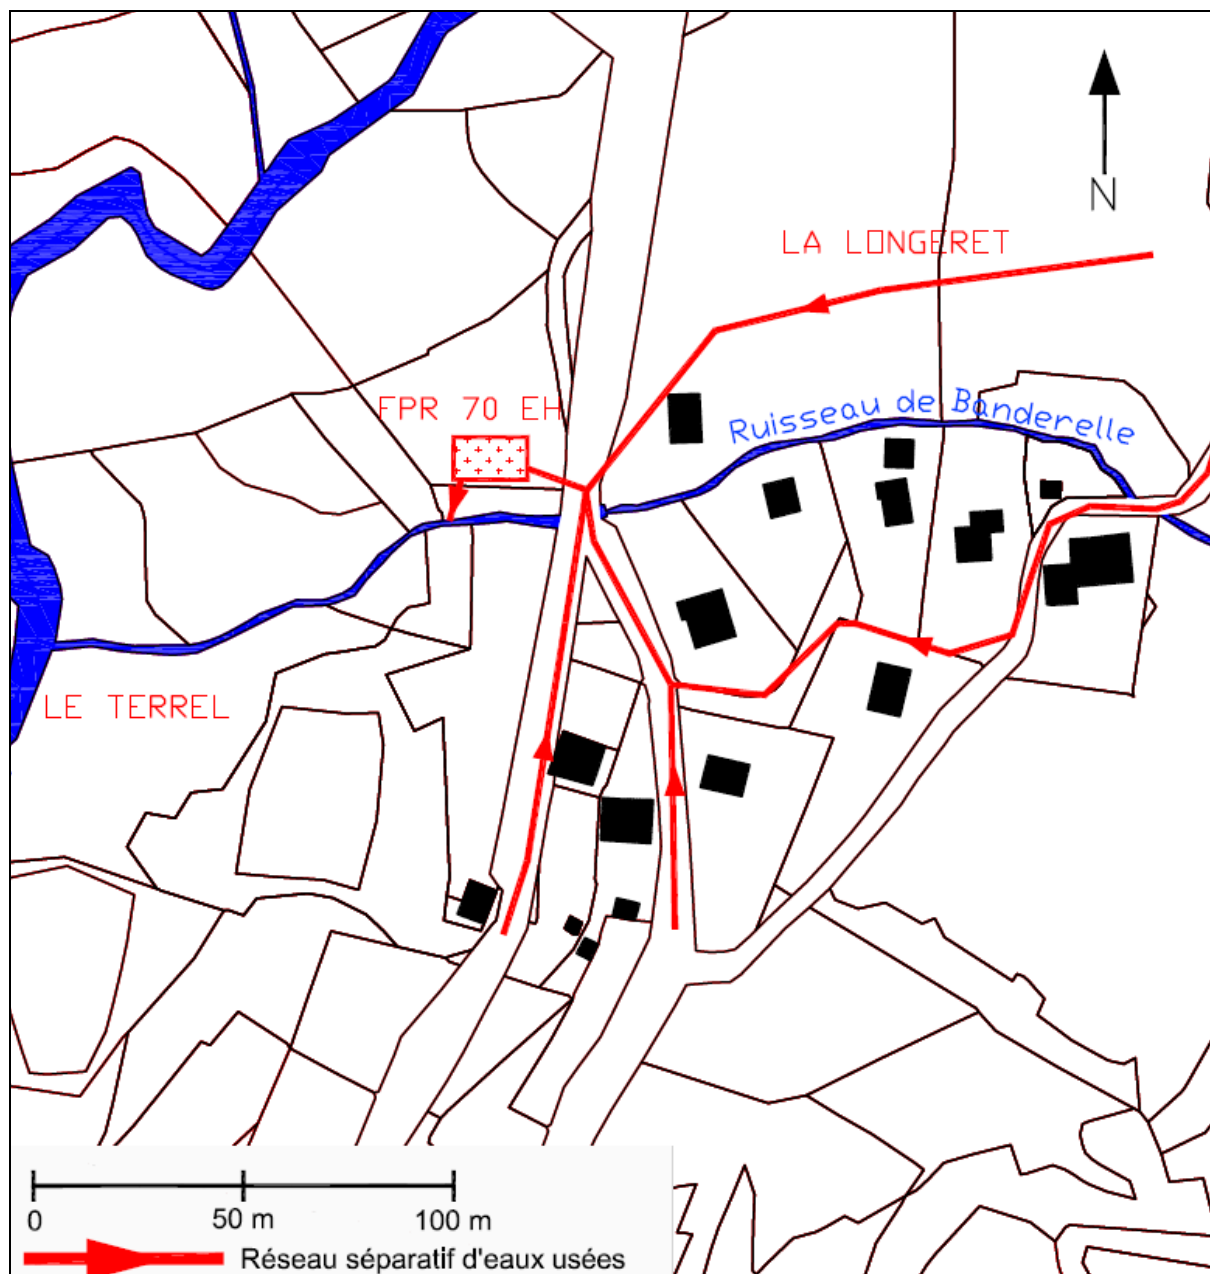 N
LA LONGERET
FPR 70 EH
Ruisseau de Banderelle
LE TERREL
0 50 m 100 m
Réseau séparatif d'eaux usées